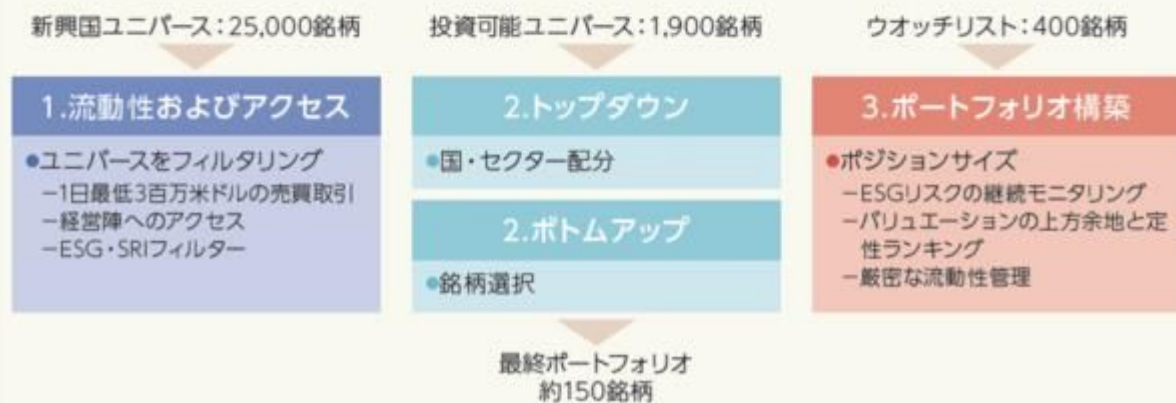 新興国ユニバース：25,000銘柄
1.流動性およびアクセス
●ユニバースをフィルタリング
－1日最低3百万米ドルの売買取引
－経営陣へのアクセス
－ESG・SRIフィルター
投資可能ユニバース：1,900銘柄
2.トップダウン
●国・セクター配分
2.ボトムアップ
●銘柄選択
ウオッチリスト：400銘柄
3.ポートフォリオ構築
●ポジションサイズ
－ESGリスクの継続モニタリング
－バリュエーションの上方余地と定
性ランキング
－厳密な流動性管理
最終ポートフォリオ
約150銘柄